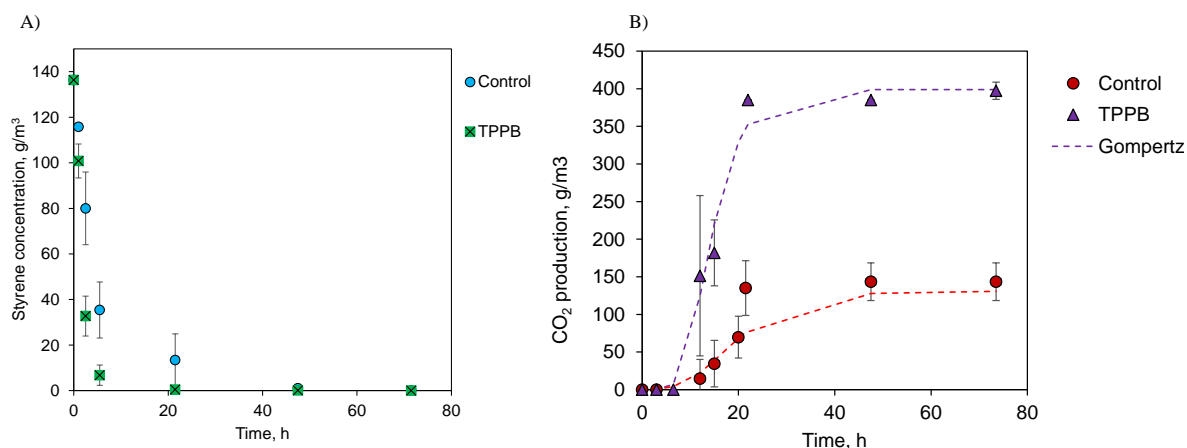 A)
Styrene concentration, g/m³
140
120
100
80
60
40
20
0
0 20 40 60 80
Time, h
Control
TPPB
B)
CO₂ production, g/m3
450
400
350
300
250
200
150
100
50
0
0 20 40 60 80
Time, h
Control
TPPB
Gompertz